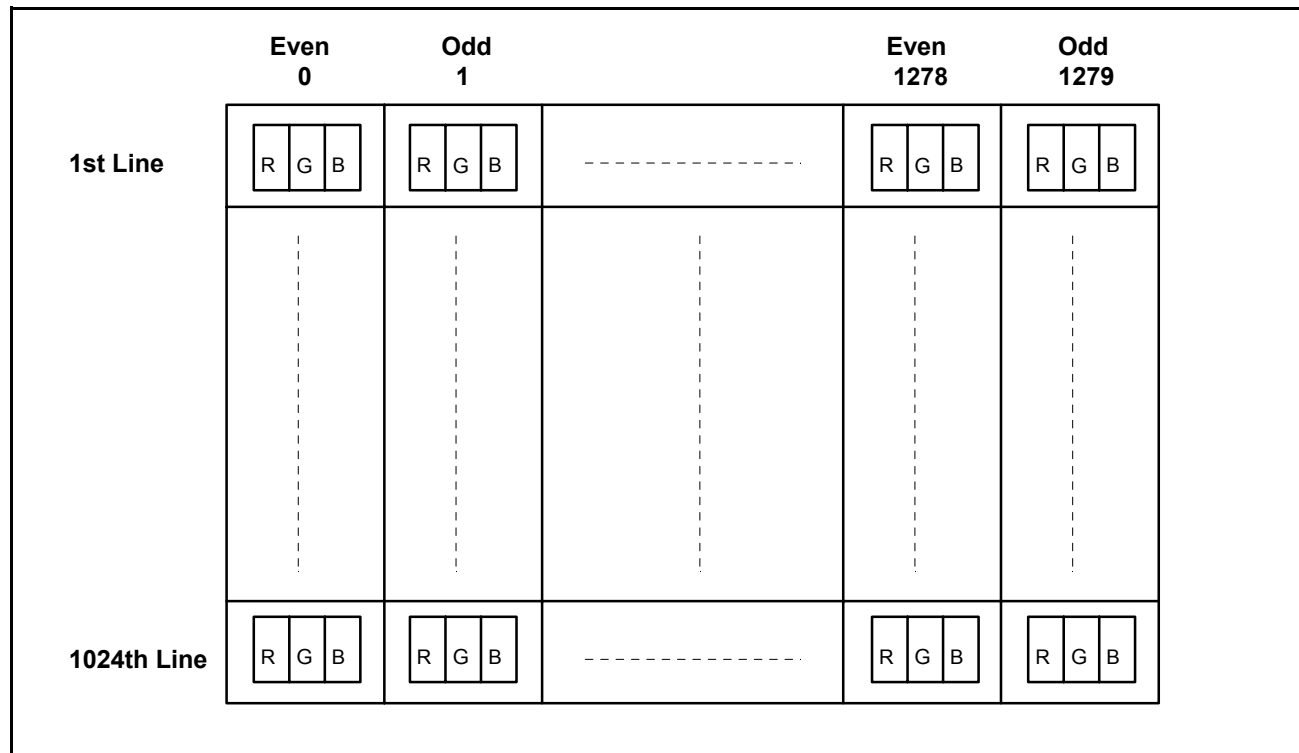 Even Odd Even Odd
0 1 1278 1279
1st Line R G B R G B R G B R G B
1024th Line R G B R G B R G B R G B